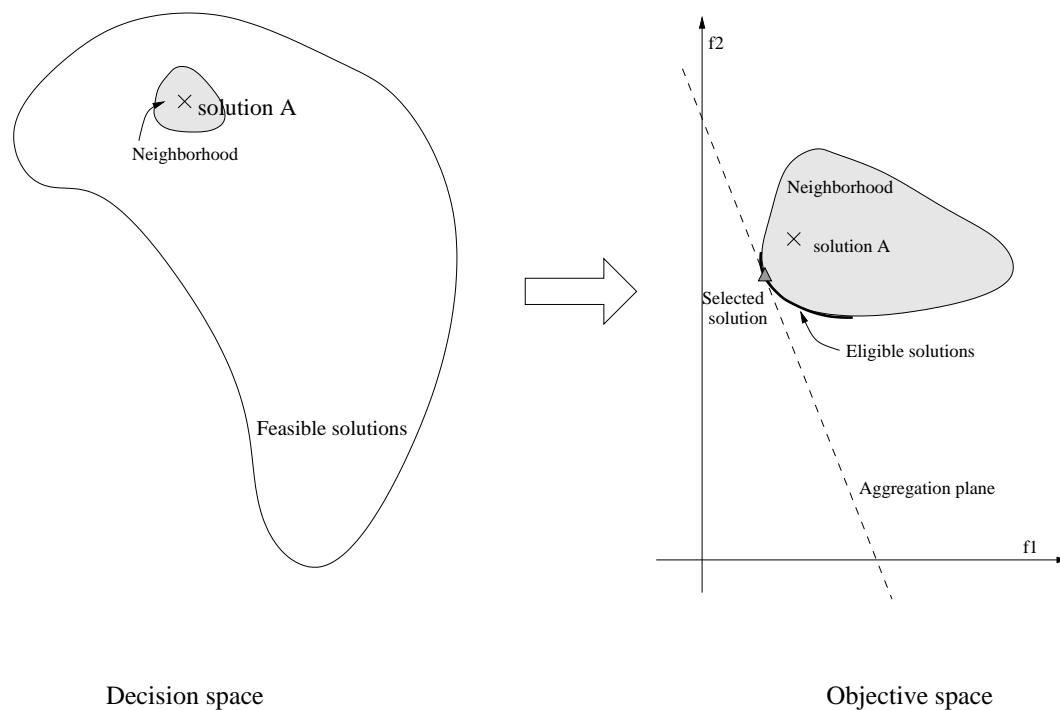 solution A
Neighborhood
Feasible solutions
Decision space
f2
Neighborhood
solution A
Selected
solution
Eligible solutions
Aggregation plane
f1
Objective space